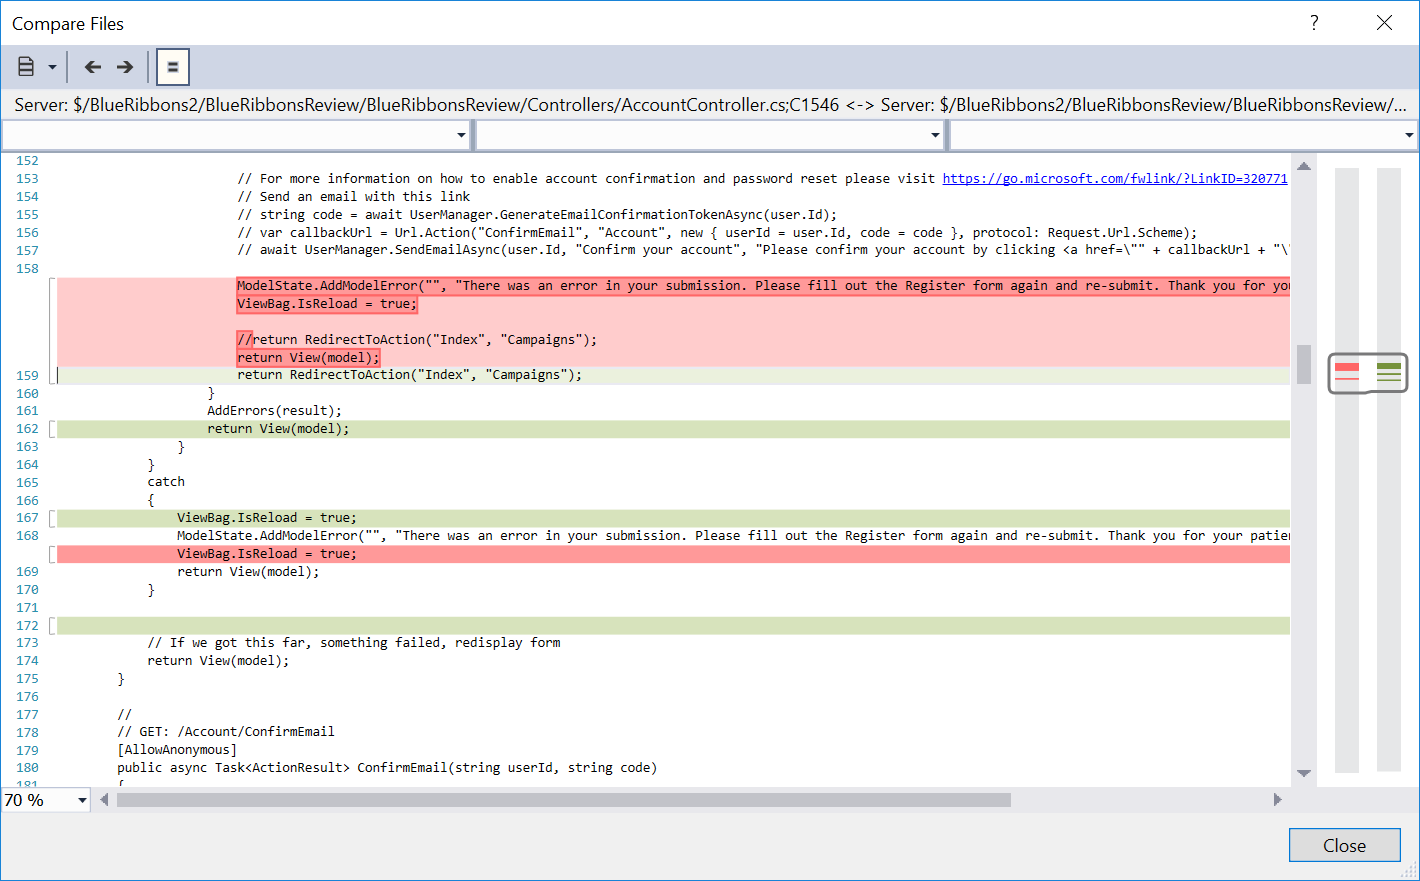 Compare Files
?
Server: $/BlueRibbons2/BlueRibbonsReview/BlueRibbonsReview/Controllers/AccountController.cs;C1546 <-> Server: $/BlueRibbons2/BlueRibbonsReview/BlueRibbonsReview/...
152
153 // For more information on how to enable account confirmation and password reset please visit https://go.microsoft.com/fwlink/?LinkID=320771
154 // Send an email with this link
155 // string code = await UserManager.GenerateEmailConfirmationTokenAsync(user.Id);
156 // var callbackUrl = Url.Action("ConfirmEmail", "Account", new { userId = user.Id, code = code }, protocol: Request.Url.Scheme);
157 // await UserManager.SendEmailAsync(user.Id, "Confirm your account", "Please confirm your account by clicking <a href=\"" + callbackUrl + "\
158
ModelState.AddModelError("", "There was an error in your submission. Please fill out the Register form again and re-submit. Thank you for yo
ViewBag.IsReload = true;
//return RedirectToAction("Index", "Campaigns");
return View(model);
159 return RedirectToAction("Index", "Campaigns");
160 }
161 AddErrors(result);
162 return View(model);
163 }
164 }
165 catch
166 {
167 ViewBag.IsReload = true;
168 ModelState.AddModelError("", "There was an error in your submission. Please fill out the Register form again and re-submit. Thank you for your patie
ViewBag.IsReload = true;
169 return View(model);
170 }
171
172
173 // If we got this far, something failed, redisplay form
174 return View(model);
175 }
176
177 //
178 // GET: /Account/ConfirmEmail
179 [AllowAnonymous]
180 public async Task<ActionResult> ConfirmEmail(string userId, string code)
181 {
70 %
Close